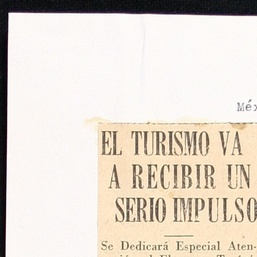 Méx
EL TURISMO VA
A RECIBIR UN
SERIO IMPULSO
Se Dedicará Especial Aten-